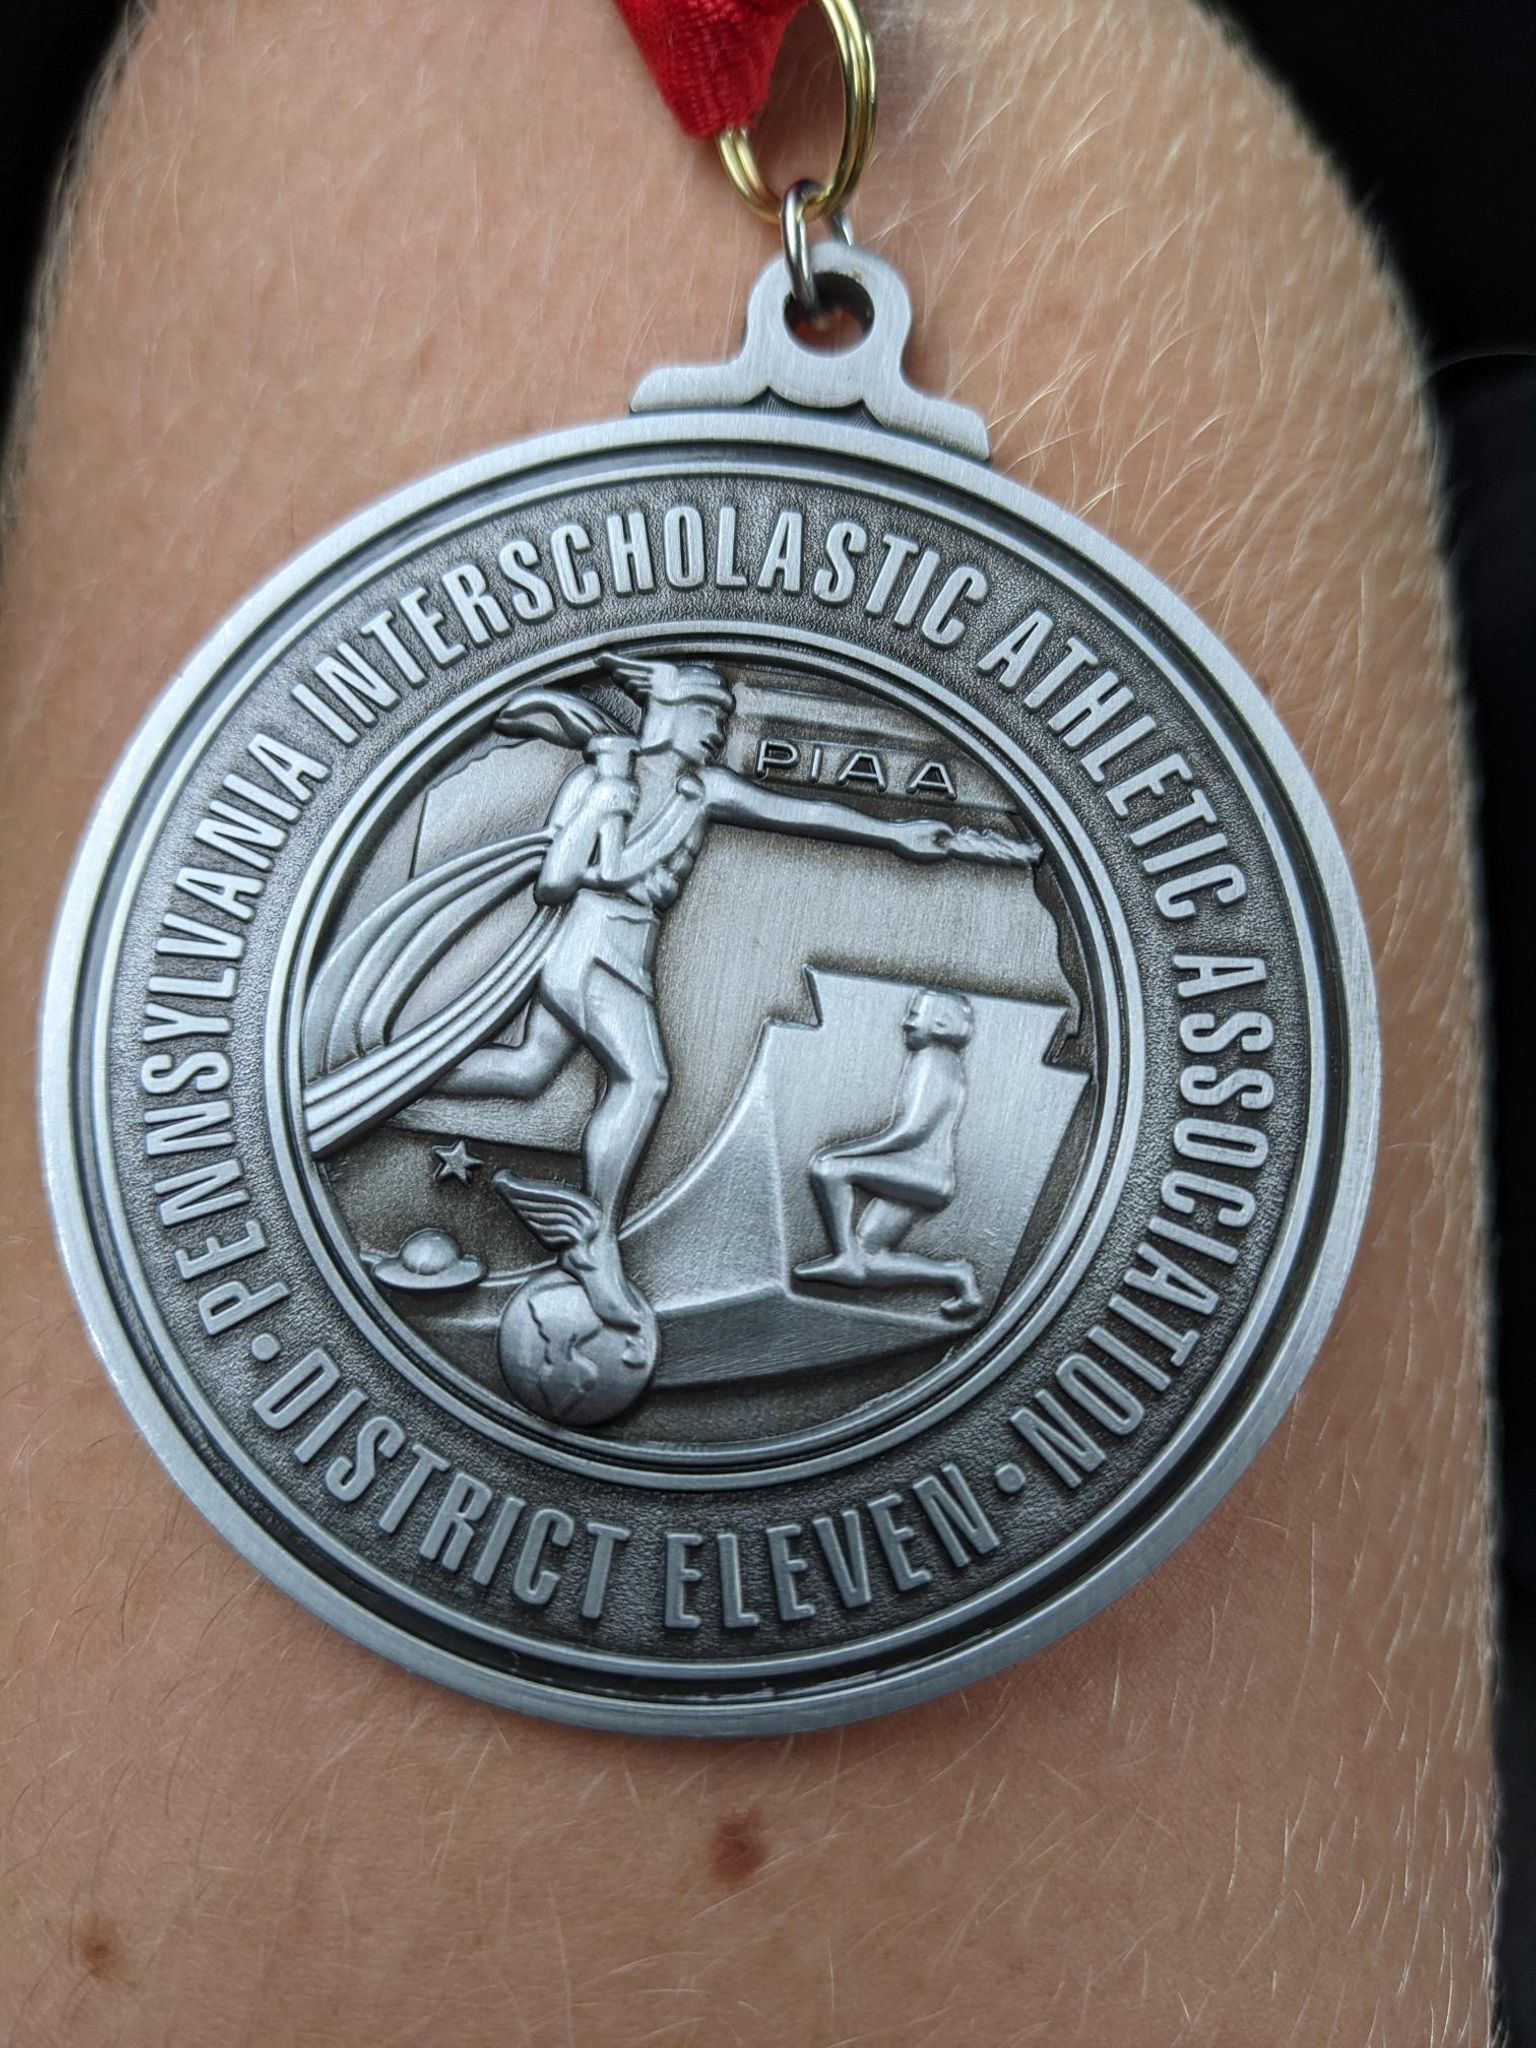 PENNSYLVANIA INTERSCHOLASTIC ATHLETIC ASSOCIATION
• DISTRICT ELEVEN •
PIAA